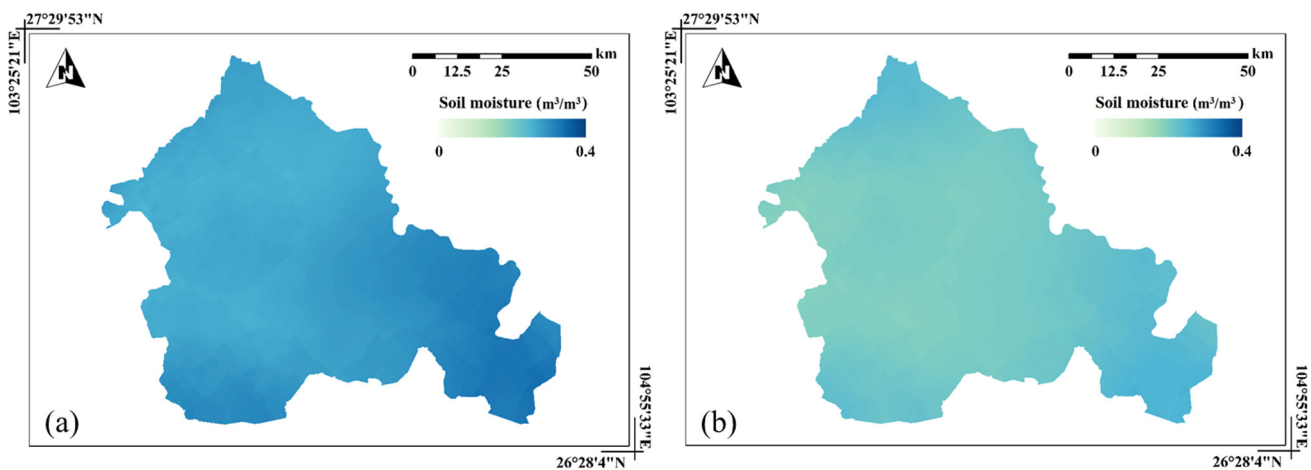 27°29'53"N
103°25'21"E
N
km
0 12.5 25 50
Soil moisture (m³/m³)
0 0.4
(a)
104°55'33"E
26°28'4"N
27°29'53"N
103°25'21"E
N
km
0 12.5 25 50
Soil moisture (m³/m³)
0 0.4
(b)
104°55'33"E
26°28'4"N